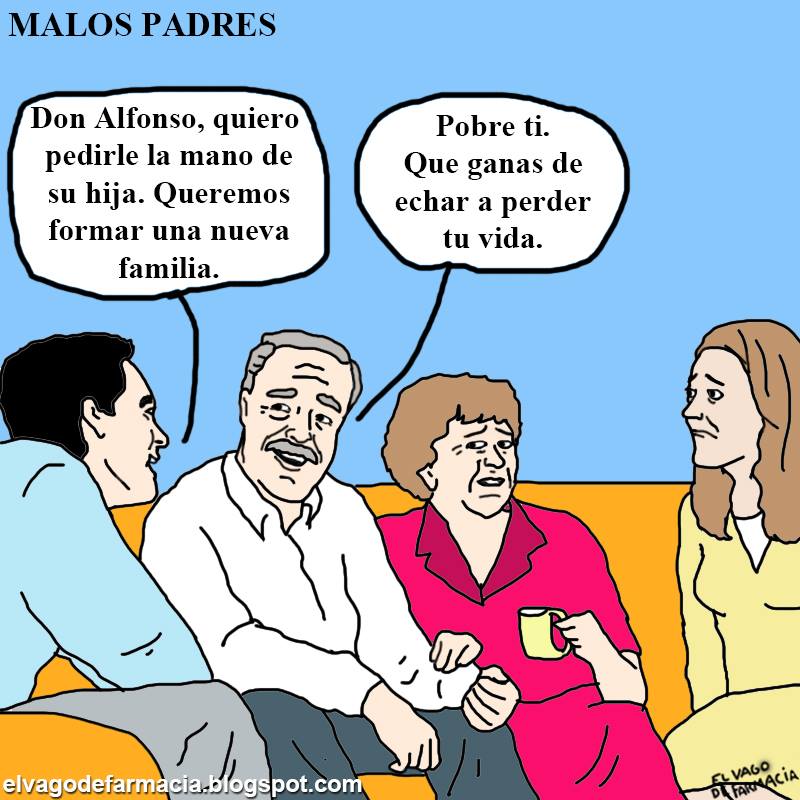 MALOS PADRES
Don Alfonso, quiero
pedirle la mano de
su hija. Queremos
formar una nueva
familia.
Pobre ti.
Que ganas de
echar a perder
tu vida.
EL VAGO
DE FARMACIA
elvagodefarmacia.blogspot.com